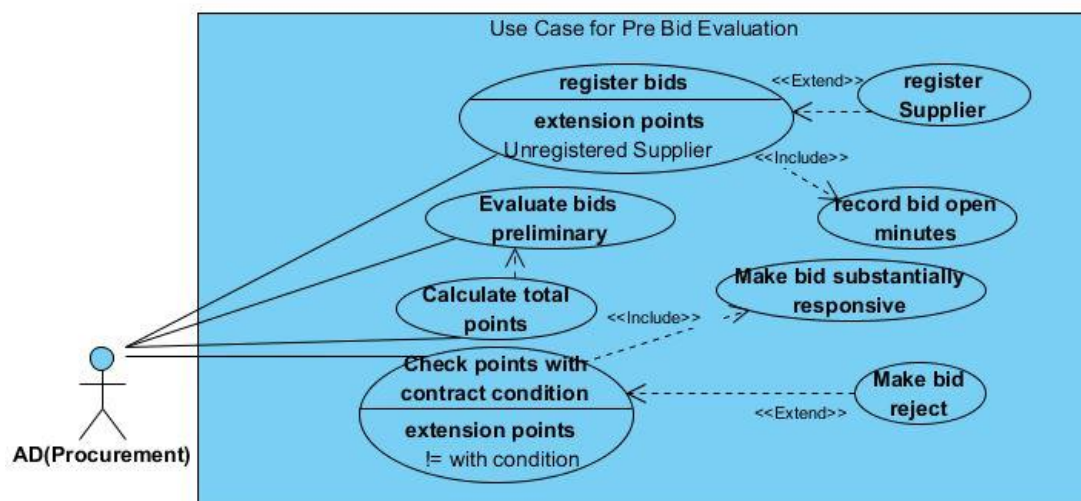 Use Case for Pre Bid Evaluation
register bids
extension points
Unregistered Supplier
<<Extend>>
register
Supplier
<<Include>>
record bid open
minutes
Evaluate bids
preliminary
Calculate total
points
<<Include>>
Make bid substantially
responsive
Check points with
contract condition
extension points
!= with condition
<<Extend>>
Make bid
reject
AD(Procurement)